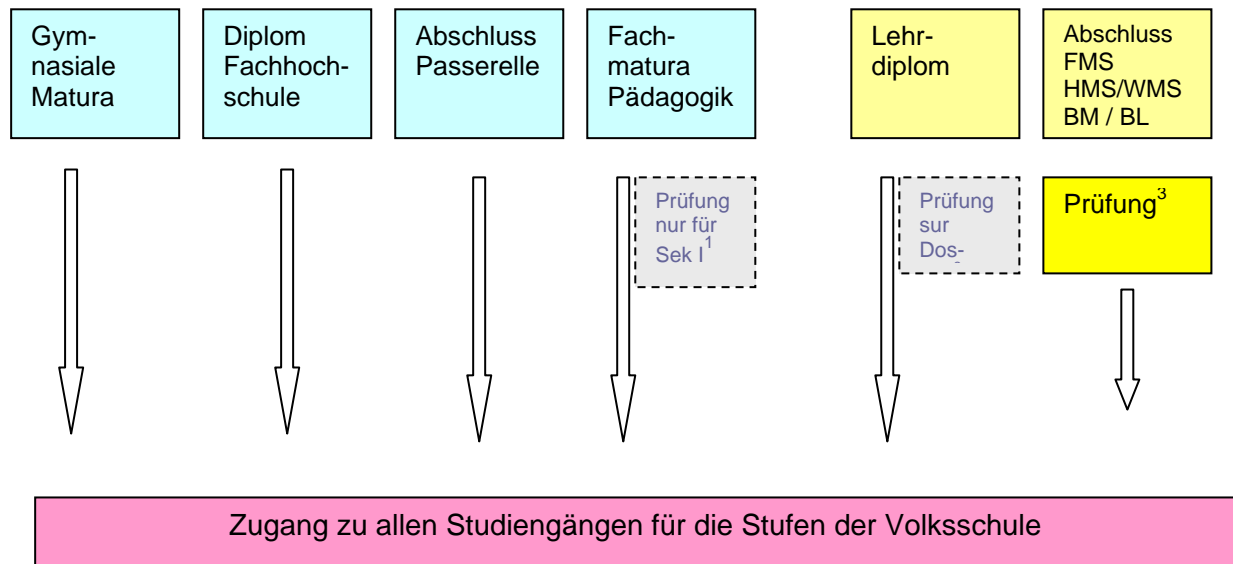 Gym-
nasiale
Matura
Diplom
Fachhoch-
schule
Abschluss
Passerelle
Fach-
matura
Pädagogik
Lehr-
diplom
Abschluss
FMS
HMS/WMS
BM / BL
Prüfung
nur für
Sek I¹
Prüfung
sur
Dos-
Prüfung³
Zugang zu allen Studiengängen für die Stufen der Volksschule